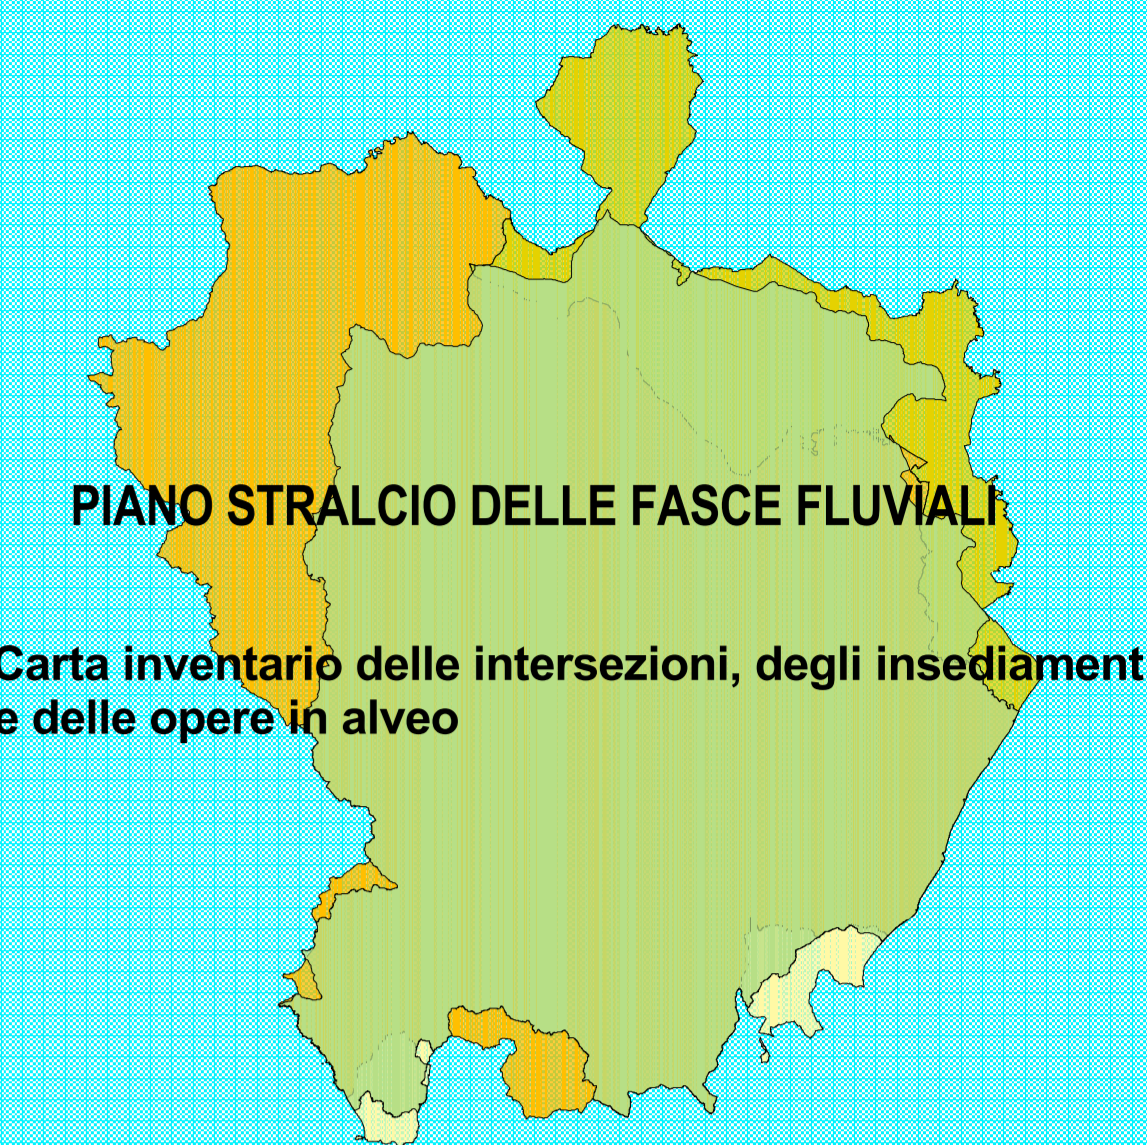 PIANO STRALCIO DELLE FASCE FLUVIALI
Carta inventario delle intersezioni, degli insediament
e delle opere in alveo